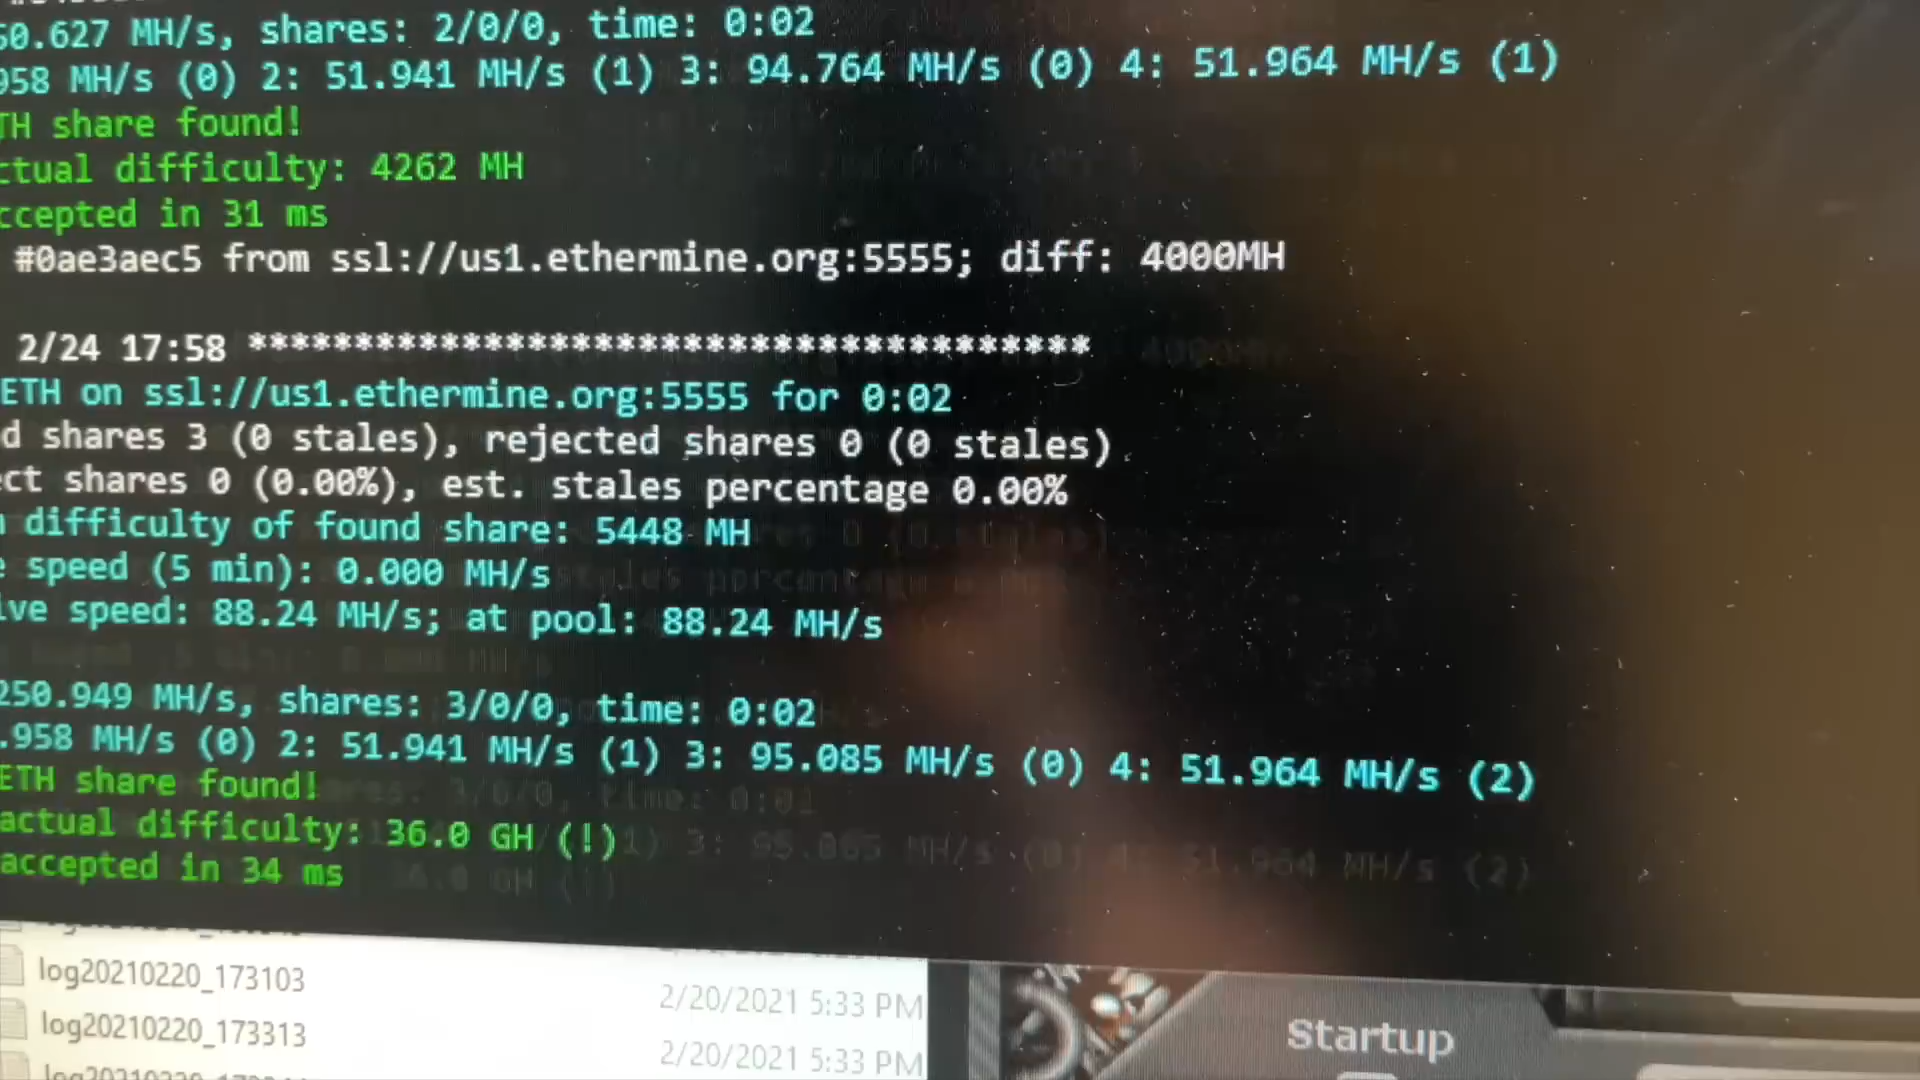 50.627 MH/s, shares: 2/0/0, time: 0:02
958 MH/s (0) 2: 51.941 MH/s (1) 3: 94.764 MH/s (0) 4: 51.964 MH/s (1)
TH share found!
ctual difficulty: 4262 MH
ccepted in 31 ms
#0ae3aec5 from ssl://us1.ethermine.org:5555; diff: 4000MH
2/24 17:58 ***************************************
ETH on ssl://us1.ethermine.org:5555 for 0:02
d shares 3 (0 stales), rejected shares 0 (0 stales)
ect shares 0 (0.00%), est. stales percentage 0.00%
difficulty of found share: 5448 MH
e speed (5 min): 0.000 MH/s
ive speed: 88.24 MH/s; at pool: 88.24 MH/s
250.949 MH/s, shares: 3/0/0, time: 0:02
.958 MH/s (0) 2: 51.941 MH/s (1) 3: 95.085 MH/s (0) 4: 51.964 MH/s (2)
ETH share found!
actual difficulty: 36.0 GH (!)
accepted in 34 ms
log20210220_173103 2/20/2021 5:33 PM
log20210220_173313 2/20/2021 5:33 PM
Startup